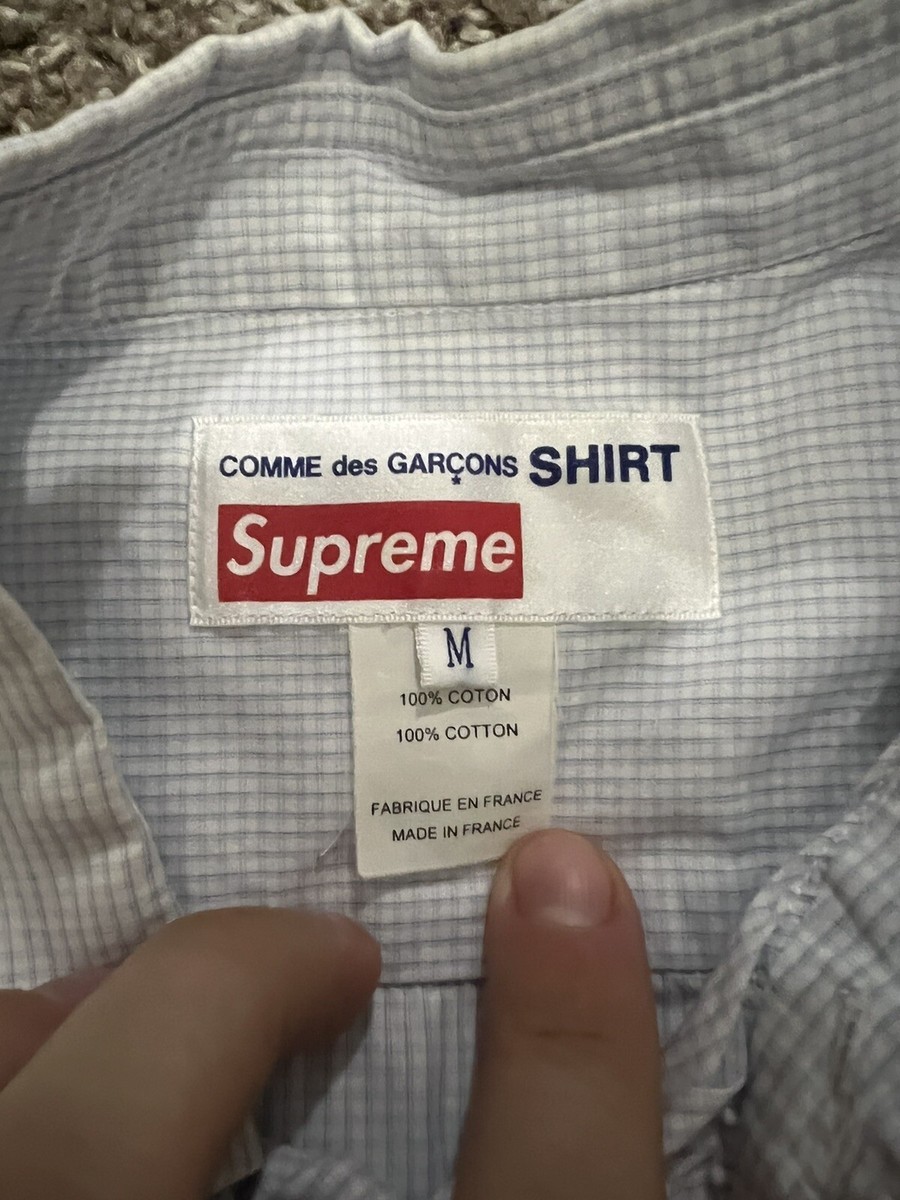 COMME des GARÇONS SHIRT
Supreme
M
100% COTON
100% COTTON
FABRIQUE EN FRANCE
MADE IN FRANCE